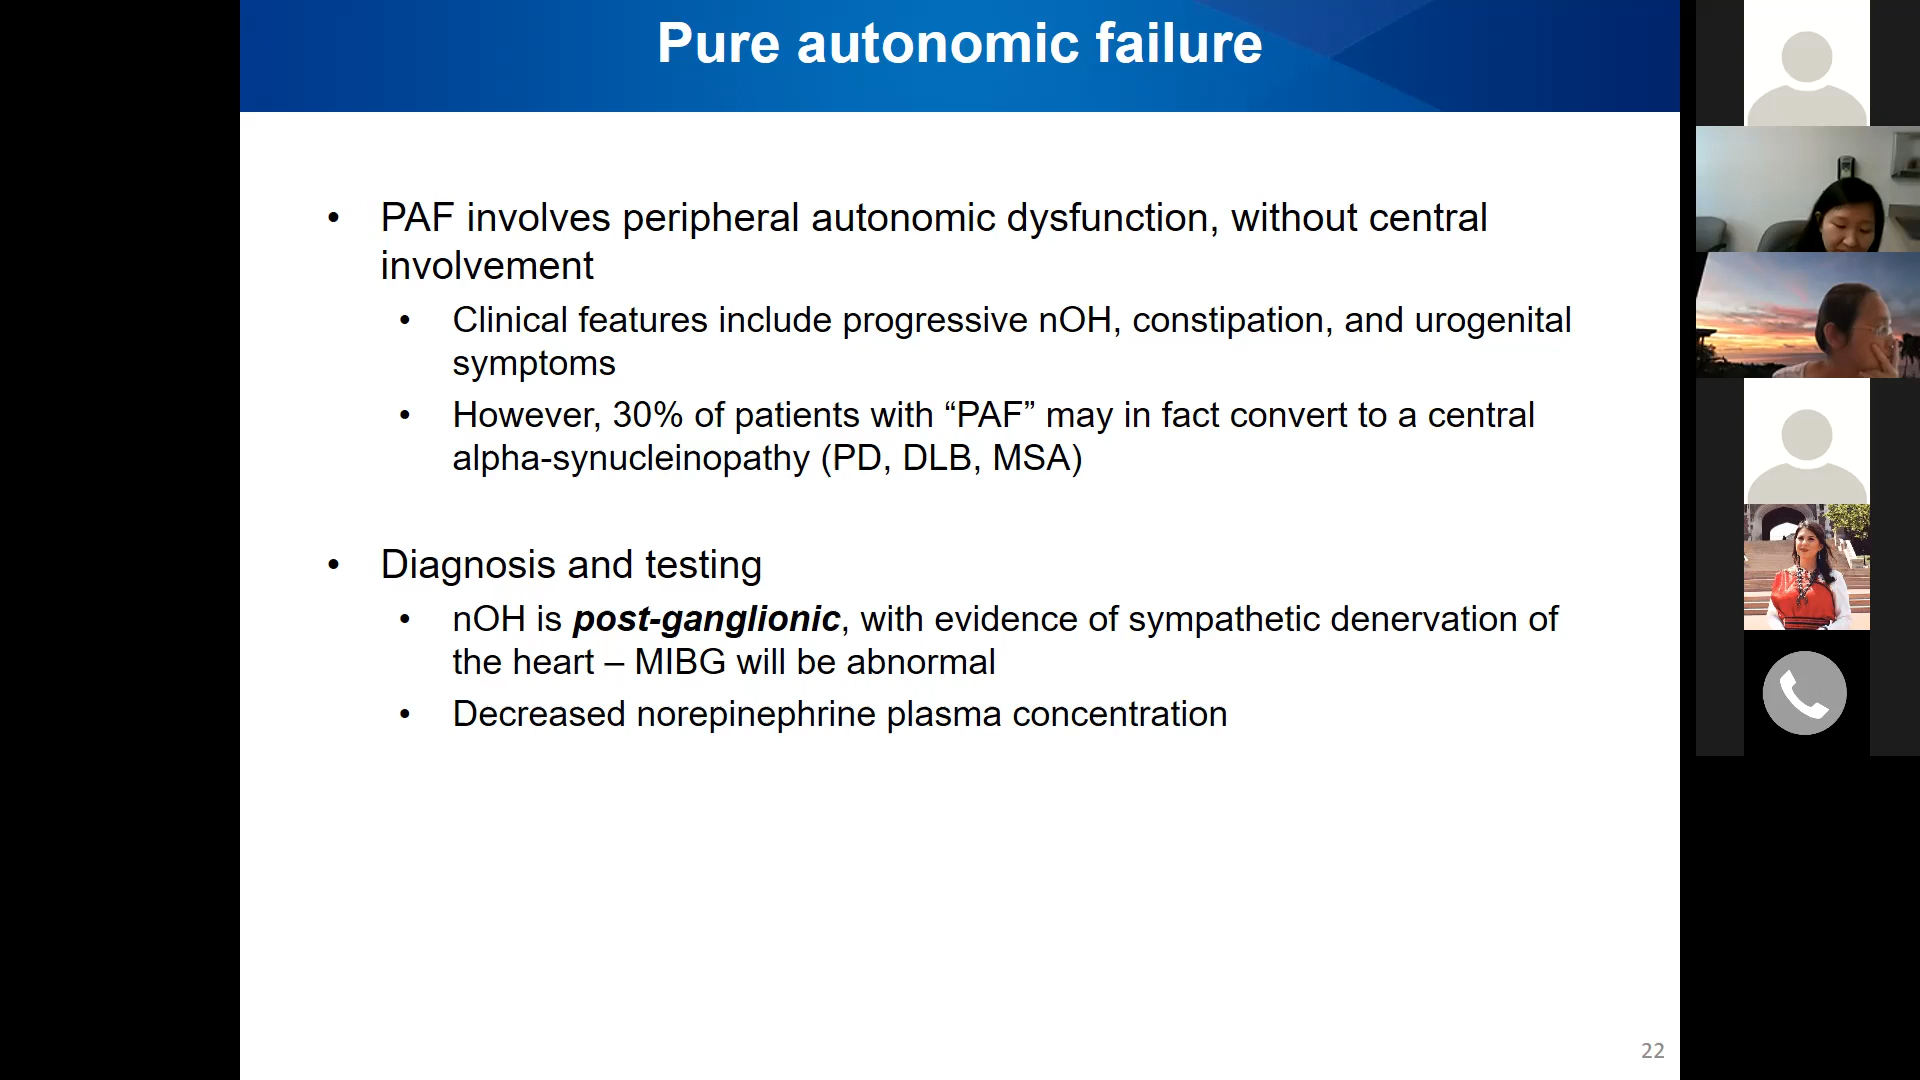 Pure autonomic failure
• PAF involves peripheral autonomic dysfunction, without central
involvement
• Clinical features include progressive nOH, constipation, and urogenital
symptoms
• However, 30% of patients with “PAF” may in fact convert to a central
alpha-synucleinopathy (PD, DLB, MSA)
• Diagnosis and testing
• nOH is post-ganglionic, with evidence of sympathetic denervation of
the heart – MIBG will be abnormal
• Decreased norepinephrine plasma concentration
22